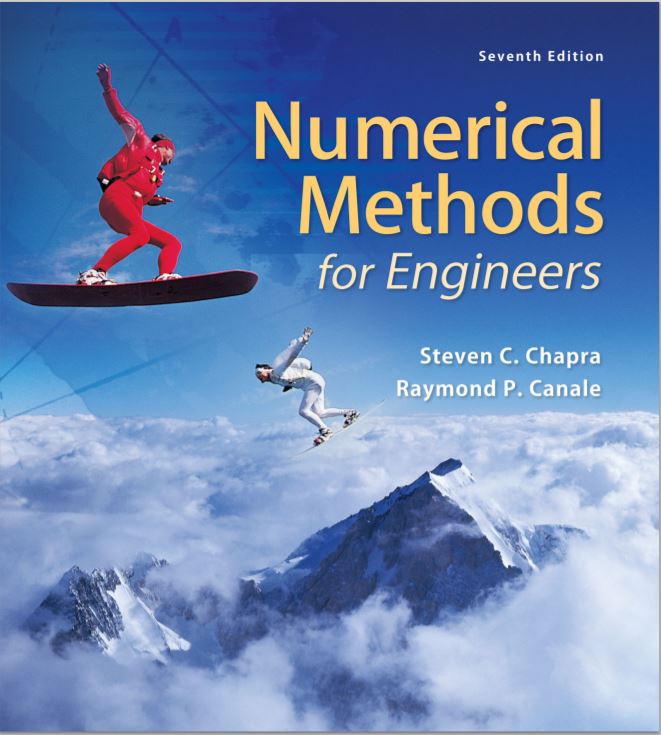 Seventh Edition
Numerical
Methods
for Engineers
Steven C. Chapra
Raymond P. Canale